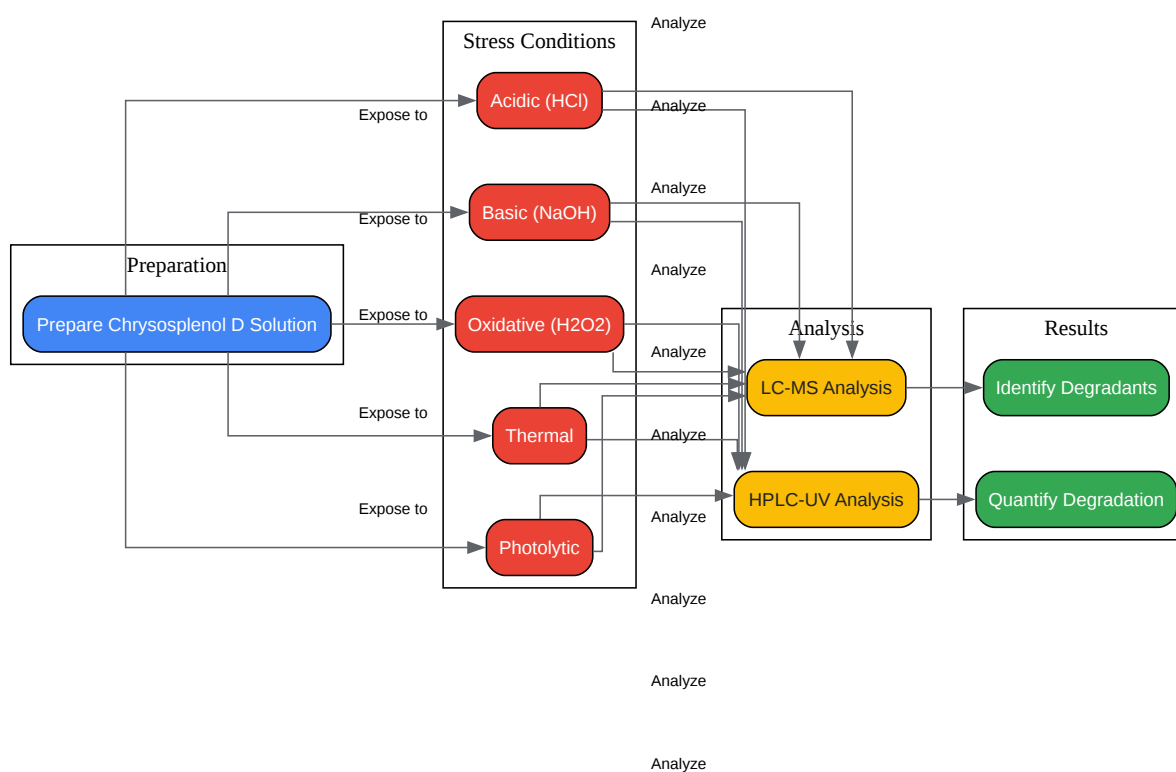 Analyze
Stress Conditions
Acidic (HCl)
Analyze
Expose to
Analyze
Basic (NaOH)
Expose to
Preparation
Analyze
Prepare Chrysosplenol D Solution
Expose to
Oxidative (H2O2)
Analysis
Results
Analyze
LC-MS Analysis
Identify Degradants
Expose to
Thermal
Analyze
HPLC-UV Analysis
Quantify Degradation
Expose to
Analyze
Photolytic
Analyze
Analyze
Analyze